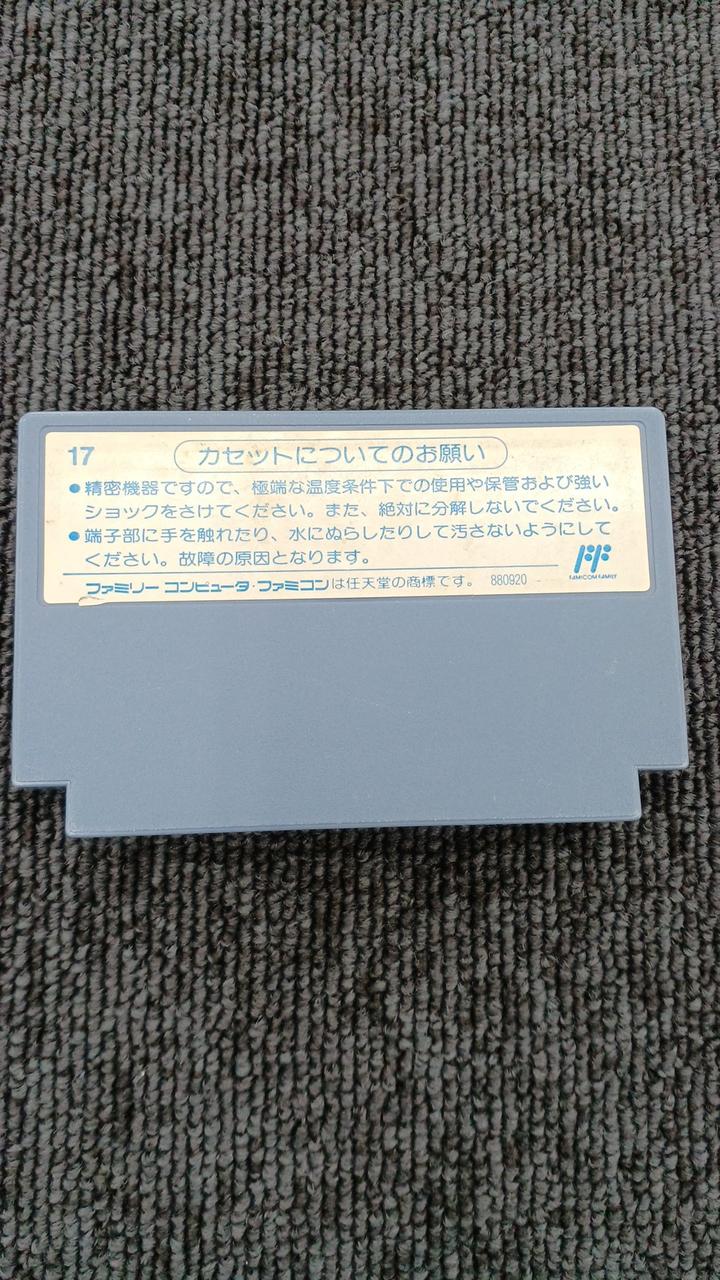 17
カセットについてのお願い
●精密機器ですので、極端な温度条件下での使用や保管および強い
ショックをさけてください。また、絶対に分解しないでください。
●端子部に手を触れたり、水にぬらしたりして汚さないようにして
ください。故障の原因となります。
FAMICOM FAMILY
ファミリー コンピュータ・ファミコンは任天堂の商標です。 880920